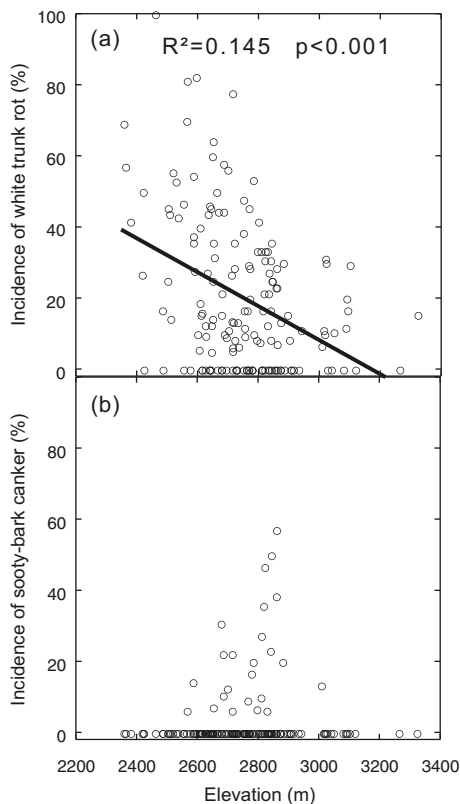 (a) R²=0.145 p<0.001
Incidence of white trunk rot (%)
100
80
60
40
20
0
(b)
Incidence of sooty-bark canker (%)
80
60
40
20
0
2200 2400 2600 2800 3000 3200 3400
Elevation (m)